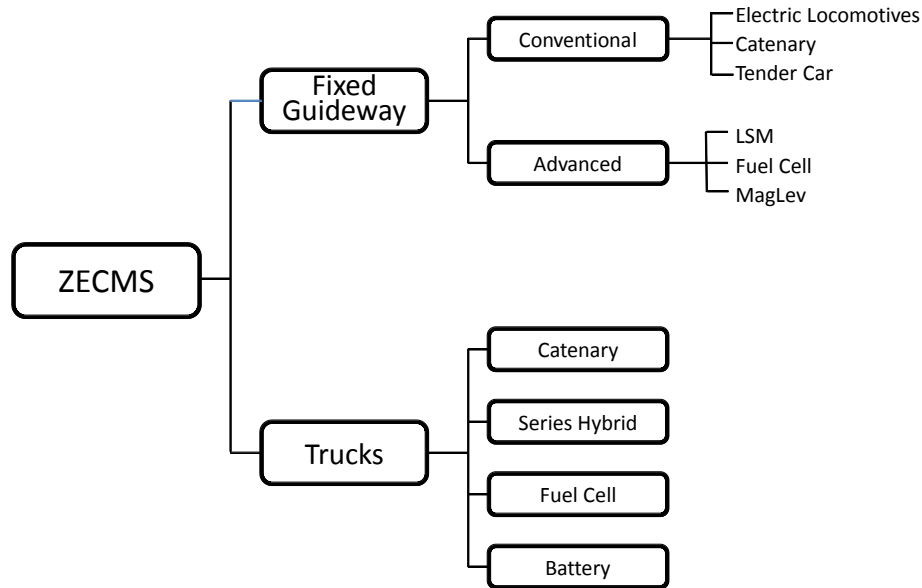 ZECMS
Fixed
Guideway
Conventional
Electric Locomotives
Catenary
Tender Car
Advanced
LSM
Fuel Cell
MagLev
Trucks
Catenary
Series Hybrid
Fuel Cell
Battery